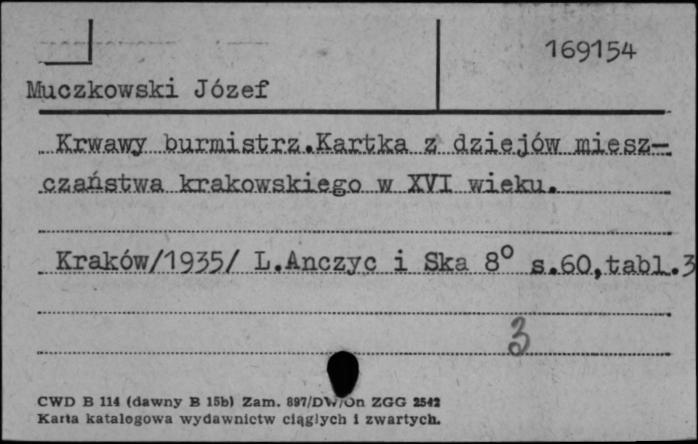 169154
Muczkowski Józef
Krwawy burmistrz.Kartka z dziejów miesz-
czaństwa krakowskiego w XVI wieku.
Kraków/1935/ L.Anczyc i Ska 8° s.60,tabl.3
3
CWD B 114 (dawny B 15b) Zam. 897/DW/On ZGG 2542
Karta katalogowa wydawnictw ciągłych i zwartych.